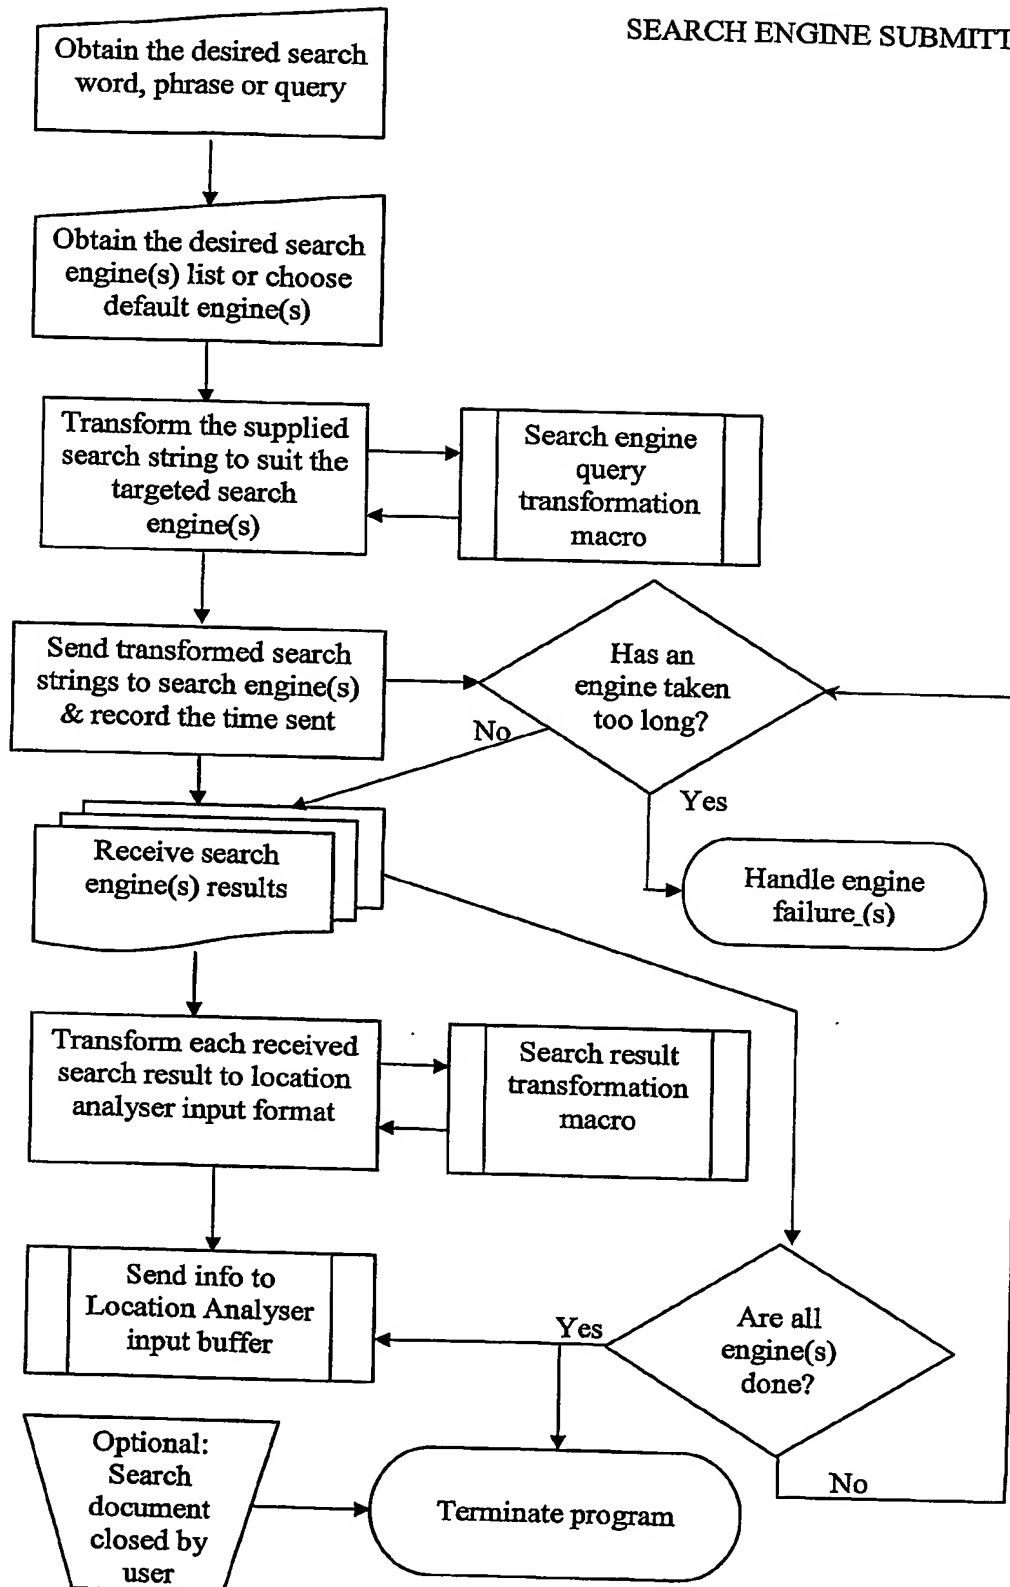 SEARCH ENGINE SUBMITT
Obtain the desired search
word, phrase or query
Obtain the desired search
engine(s) list or choose
default engine(s)
Transform the supplied
search string to suit the
targeted search
engine(s)
Search engine
query
transformation
macro
Send transformed search
strings to search engine(s)
& record the time sent
Has an
engine taken
too long?
No
Yes
Receive search
engine(s) results
Handle engine
failure_(s)
Transform each received
search result to location
analyser input format
Search result
transformation
macro
Send info to
Location Analyser
input buffer
Yes
Are all
engine(s)
done?
No
Optional:
Search
document
closed by
user
Terminate program